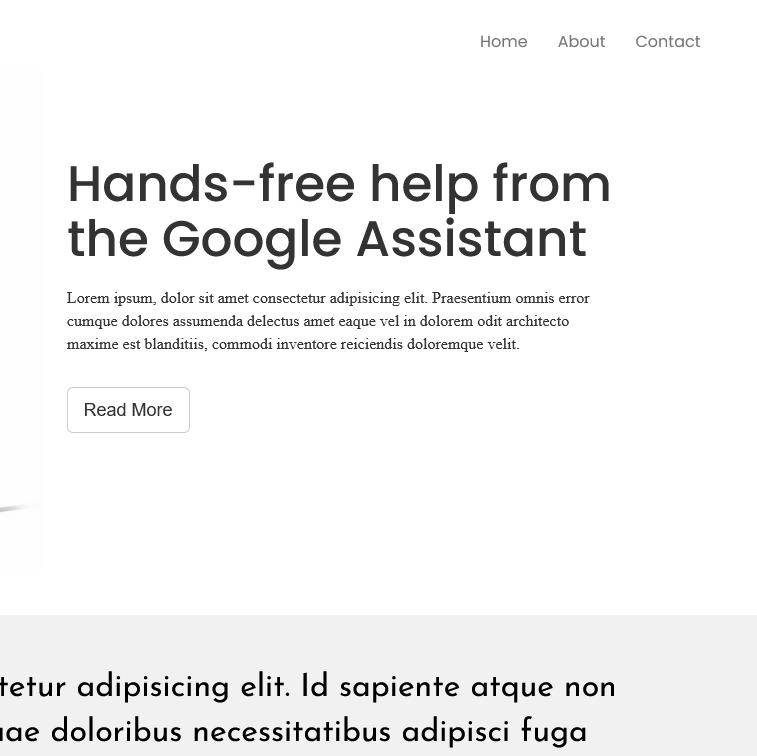 Home About Contact
Hands-free help from
the Google Assistant
Lorem ipsum, dolor sit amet consectetur adipisicing elit. Praesentium omnis error
cumque dolores assumenda delectus amet eaque vel in dolorem odit architecto
maxime est blanditiis, commodi inventore reiciendis doloremque velit.
Read More
adipisicing elit. Id sapiente atque non
doloribus necessitatibus adipisci fuga